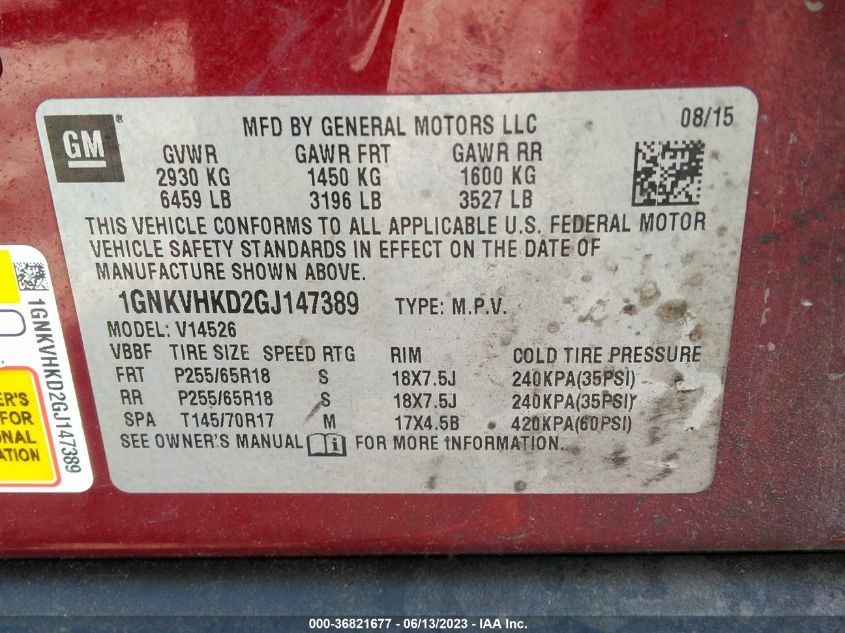 GM
MFD BY GENERAL MOTORS LLC
08/15
GVWR GAWR FRT GAWR RR
2930 KG 1450 KG 1600 KG
6459 LB 3196 LB 3527 LB
THIS VEHICLE CONFORMS TO ALL APPLICABLE U.S. FEDERAL MOTOR
VEHICLE SAFETY STANDARDS IN EFFECT ON THE DATE OF
MANUFACTURE SHOWN ABOVE.
1GNKVHKD2GJ147389 TYPE: M.P.V.
MODEL: V14526
VBBF TIRE SIZE SPEED RTG RIM COLD TIRE PRESSURE
FRT P255/65R18 S 18X7.5J 240KPA(35PSI)
RR P255/65R18 S 18X7.5J 240KPA(35PSI)
SPA T145/70R17 M 17X4.5B 420KPA(60PSI)
SEE OWNER'S MANUAL FOR MORE INFORMATION.
1GNKVHKD2GJ147389
ER'S
FOR
ONAL
ATION
000-36821677 - 06/13/2023 - IAA Inc.